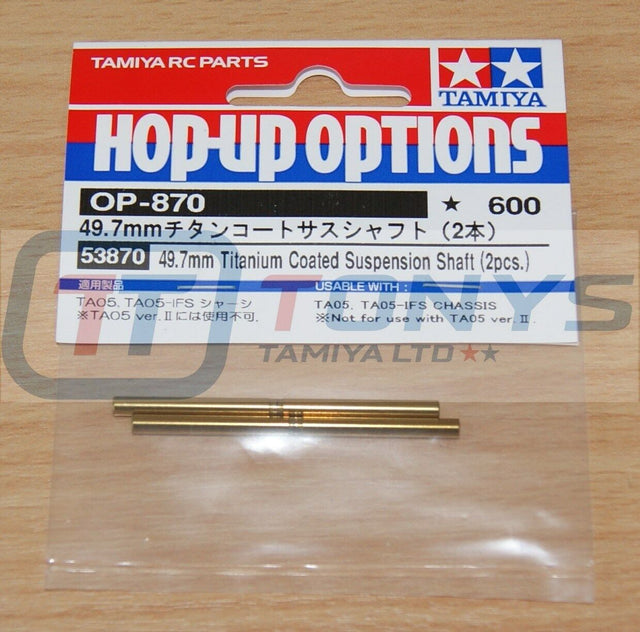 TAMIYA RC PARTS
TAMIYA
HOP-UP OPTIONS
OP-870 ★ 600
49.7mmチタンコートサスシャフト（2本）
53870 49.7mm Titanium Coated Suspension Shaft (2pcs.)
適用製品
TA05, TA05-IFS シャーシ
※TA05 ver.Ⅱには使用不可.
USABLE WITH :
TA05, TA05-IFS CHASSIS
※Not for use with TA05 ver.Ⅱ.
TT TONYS
TAMIYA LTD ★★